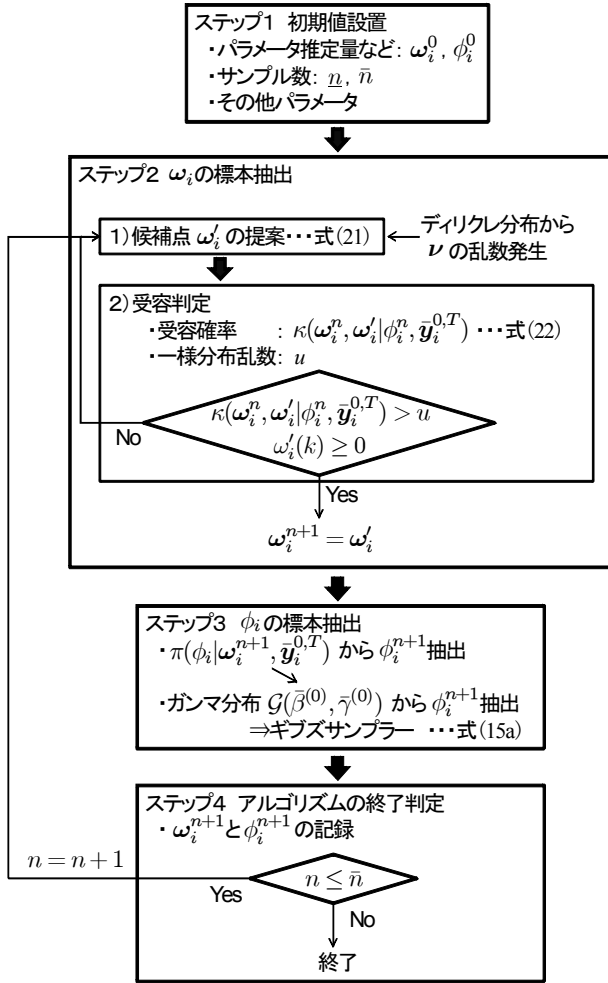 ステップ1 初期値設置
・パラメータ推定量など: ω_i^0, φ_i^0
・サンプル数: n̲, n̄
・その他パラメータ
ステップ2 ω_iの標本抽出
1)候補点 ω′_i の提案・・・式(21)
ディリクレ分布から
ν の乱数発生
2)受容判定
・受容確率 : κ(ω_i^n, ω′_i|φ_i^n, ȳ_i^{0,T}) ・・・式(22)
・一様分布乱数: u
κ(ω_i^n, ω′_i|φ_i^n, ȳ_i^{0,T}) > u
ω′_i(k) ≥ 0
No
Yes
ω_i^{n+1} = ω′_i
ステップ3 φ_iの標本抽出
・π(φ_i|ω_i^{n+1}, ȳ_i^{0,T}) から φ_i^{n+1}抽出
・ガンマ分布 G(β̄^{(0)}, γ̄^{(0)}) から φ_i^{n+1}抽出
⇒ギブズサンプラー ・・・式(15a)
ステップ4 アルゴリズムの終了判定
・ω_i^{n+1}とφ_i^{n+1}の記録
n = n + 1
n ≤ n̄
Yes
No
終了